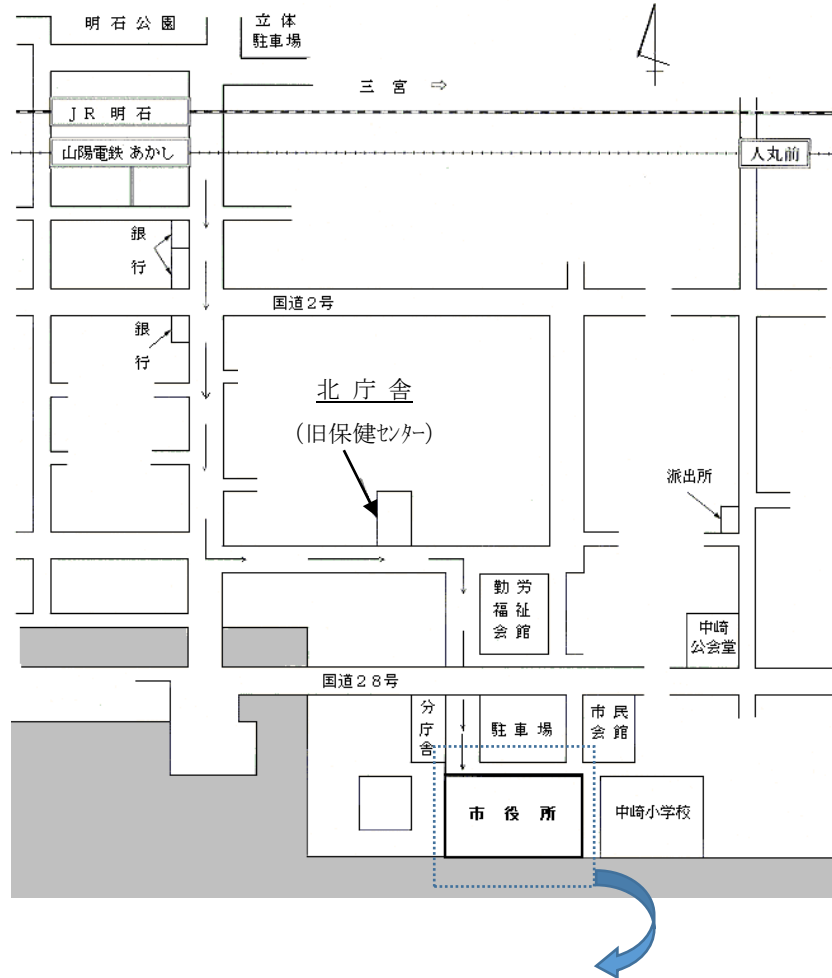 明石公園
立体
駐車場
三宮 ⇒
JR 明石
山陽電鉄 あかし
人丸前
銀
行
国道2号
銀
行
北庁舎
(旧保健センター)
派出所
勤労
福祉
会館
中崎
公会堂
国道28号
分
庁
舎
駐車場
市民
会館
市役所
中崎小学校